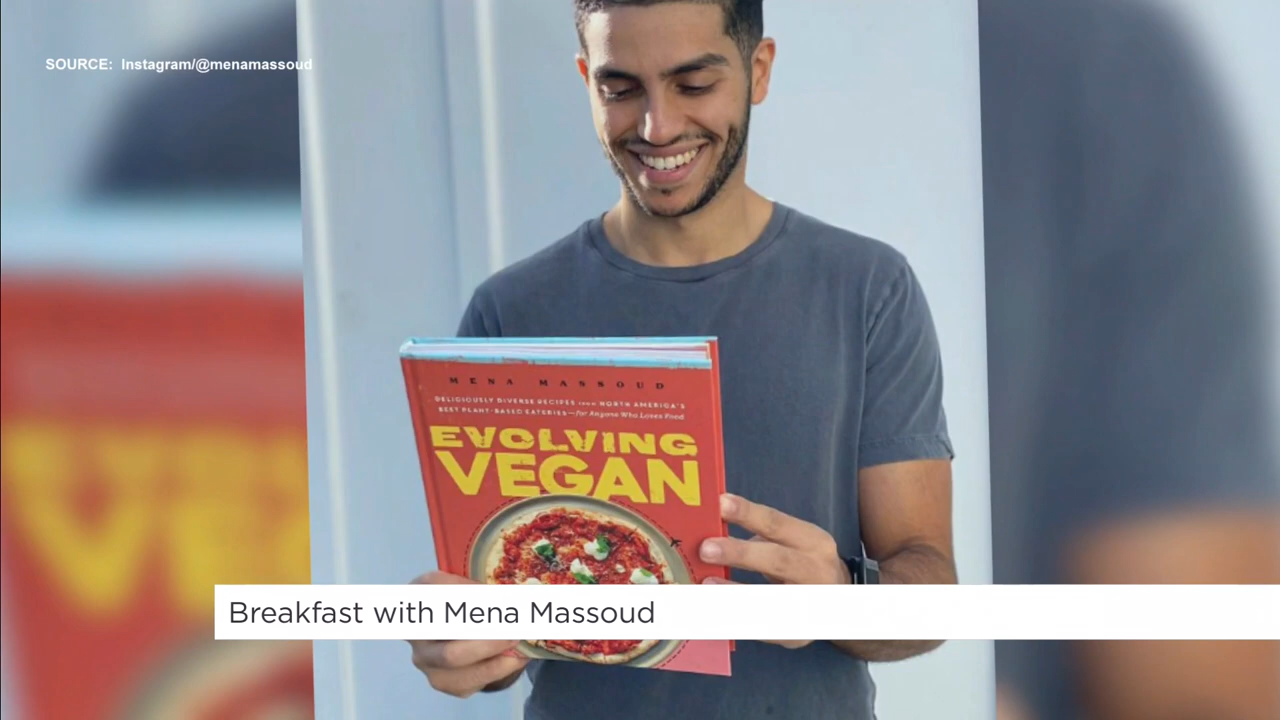 SOURCE: Instagram/@menamassoud
MENA MASSOUD
DELICIOUSLY DIVERSE RECIPES FROM NORTH AMERICA'S
BEST PLANT-BASED EATERIES—for Anyone Who Loves Food
EVOLVING
VEGAN
Breakfast with Mena Massoud